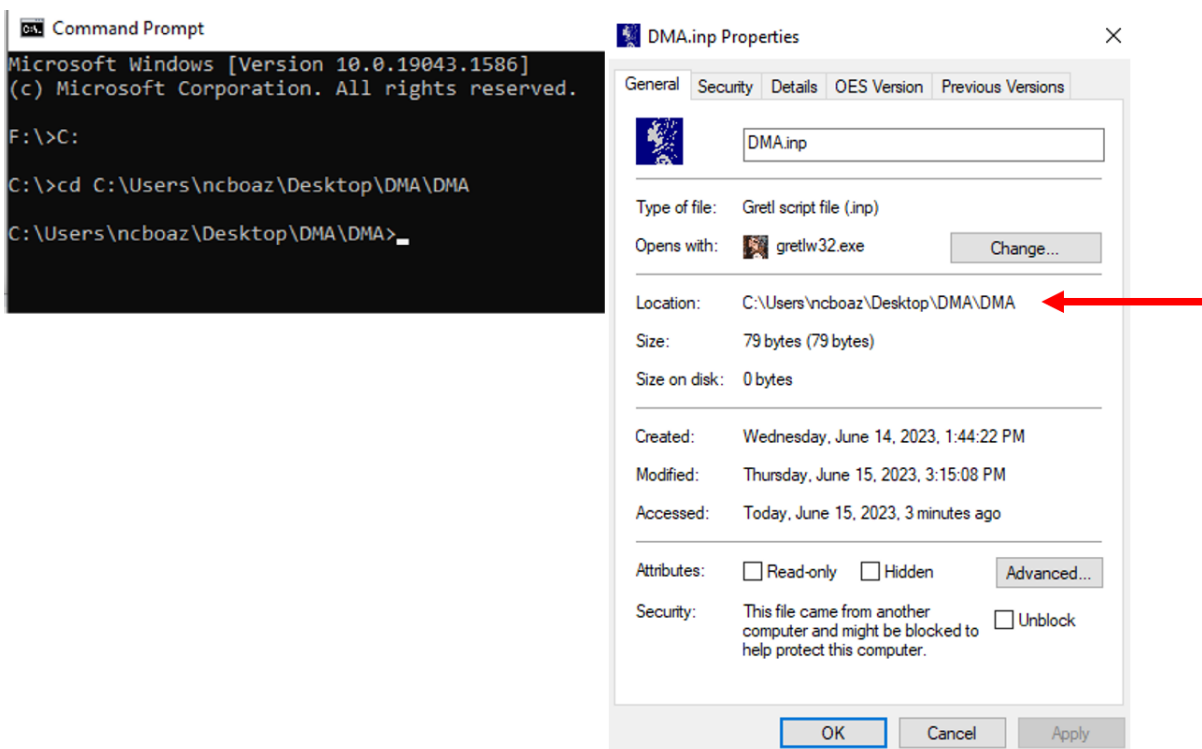 Command Prompt
Microsoft Windows [Version 10.0.19043.1586]
(c) Microsoft Corporation. All rights reserved.
F:\>C:
C:\>cd C:\Users\ncboaz\Desktop\DMA\DMA
C:\Users\ncboaz\Desktop\DMA\DMA>
DMA.inp Properties
General Security Details OES Version Previous Versions
DMA.inp
Type of file: Gretl script file (.inp)
Opens with: gretlw32.exe Change...
Location: C:\Users\ncboaz\Desktop\DMA\DMA
Size: 79 bytes (79 bytes)
Size on disk: 0 bytes
Created: Wednesday, June 14, 2023, 1:44:22 PM
Modified: Thursday, June 15, 2023, 3:15:08 PM
Accessed: Today, June 15, 2023, 3 minutes ago
Attributes: Read-only Hidden Advanced...
Security: This file came from another
computer and might be blocked to
help protect this computer.
Unblock
OK Cancel Apply